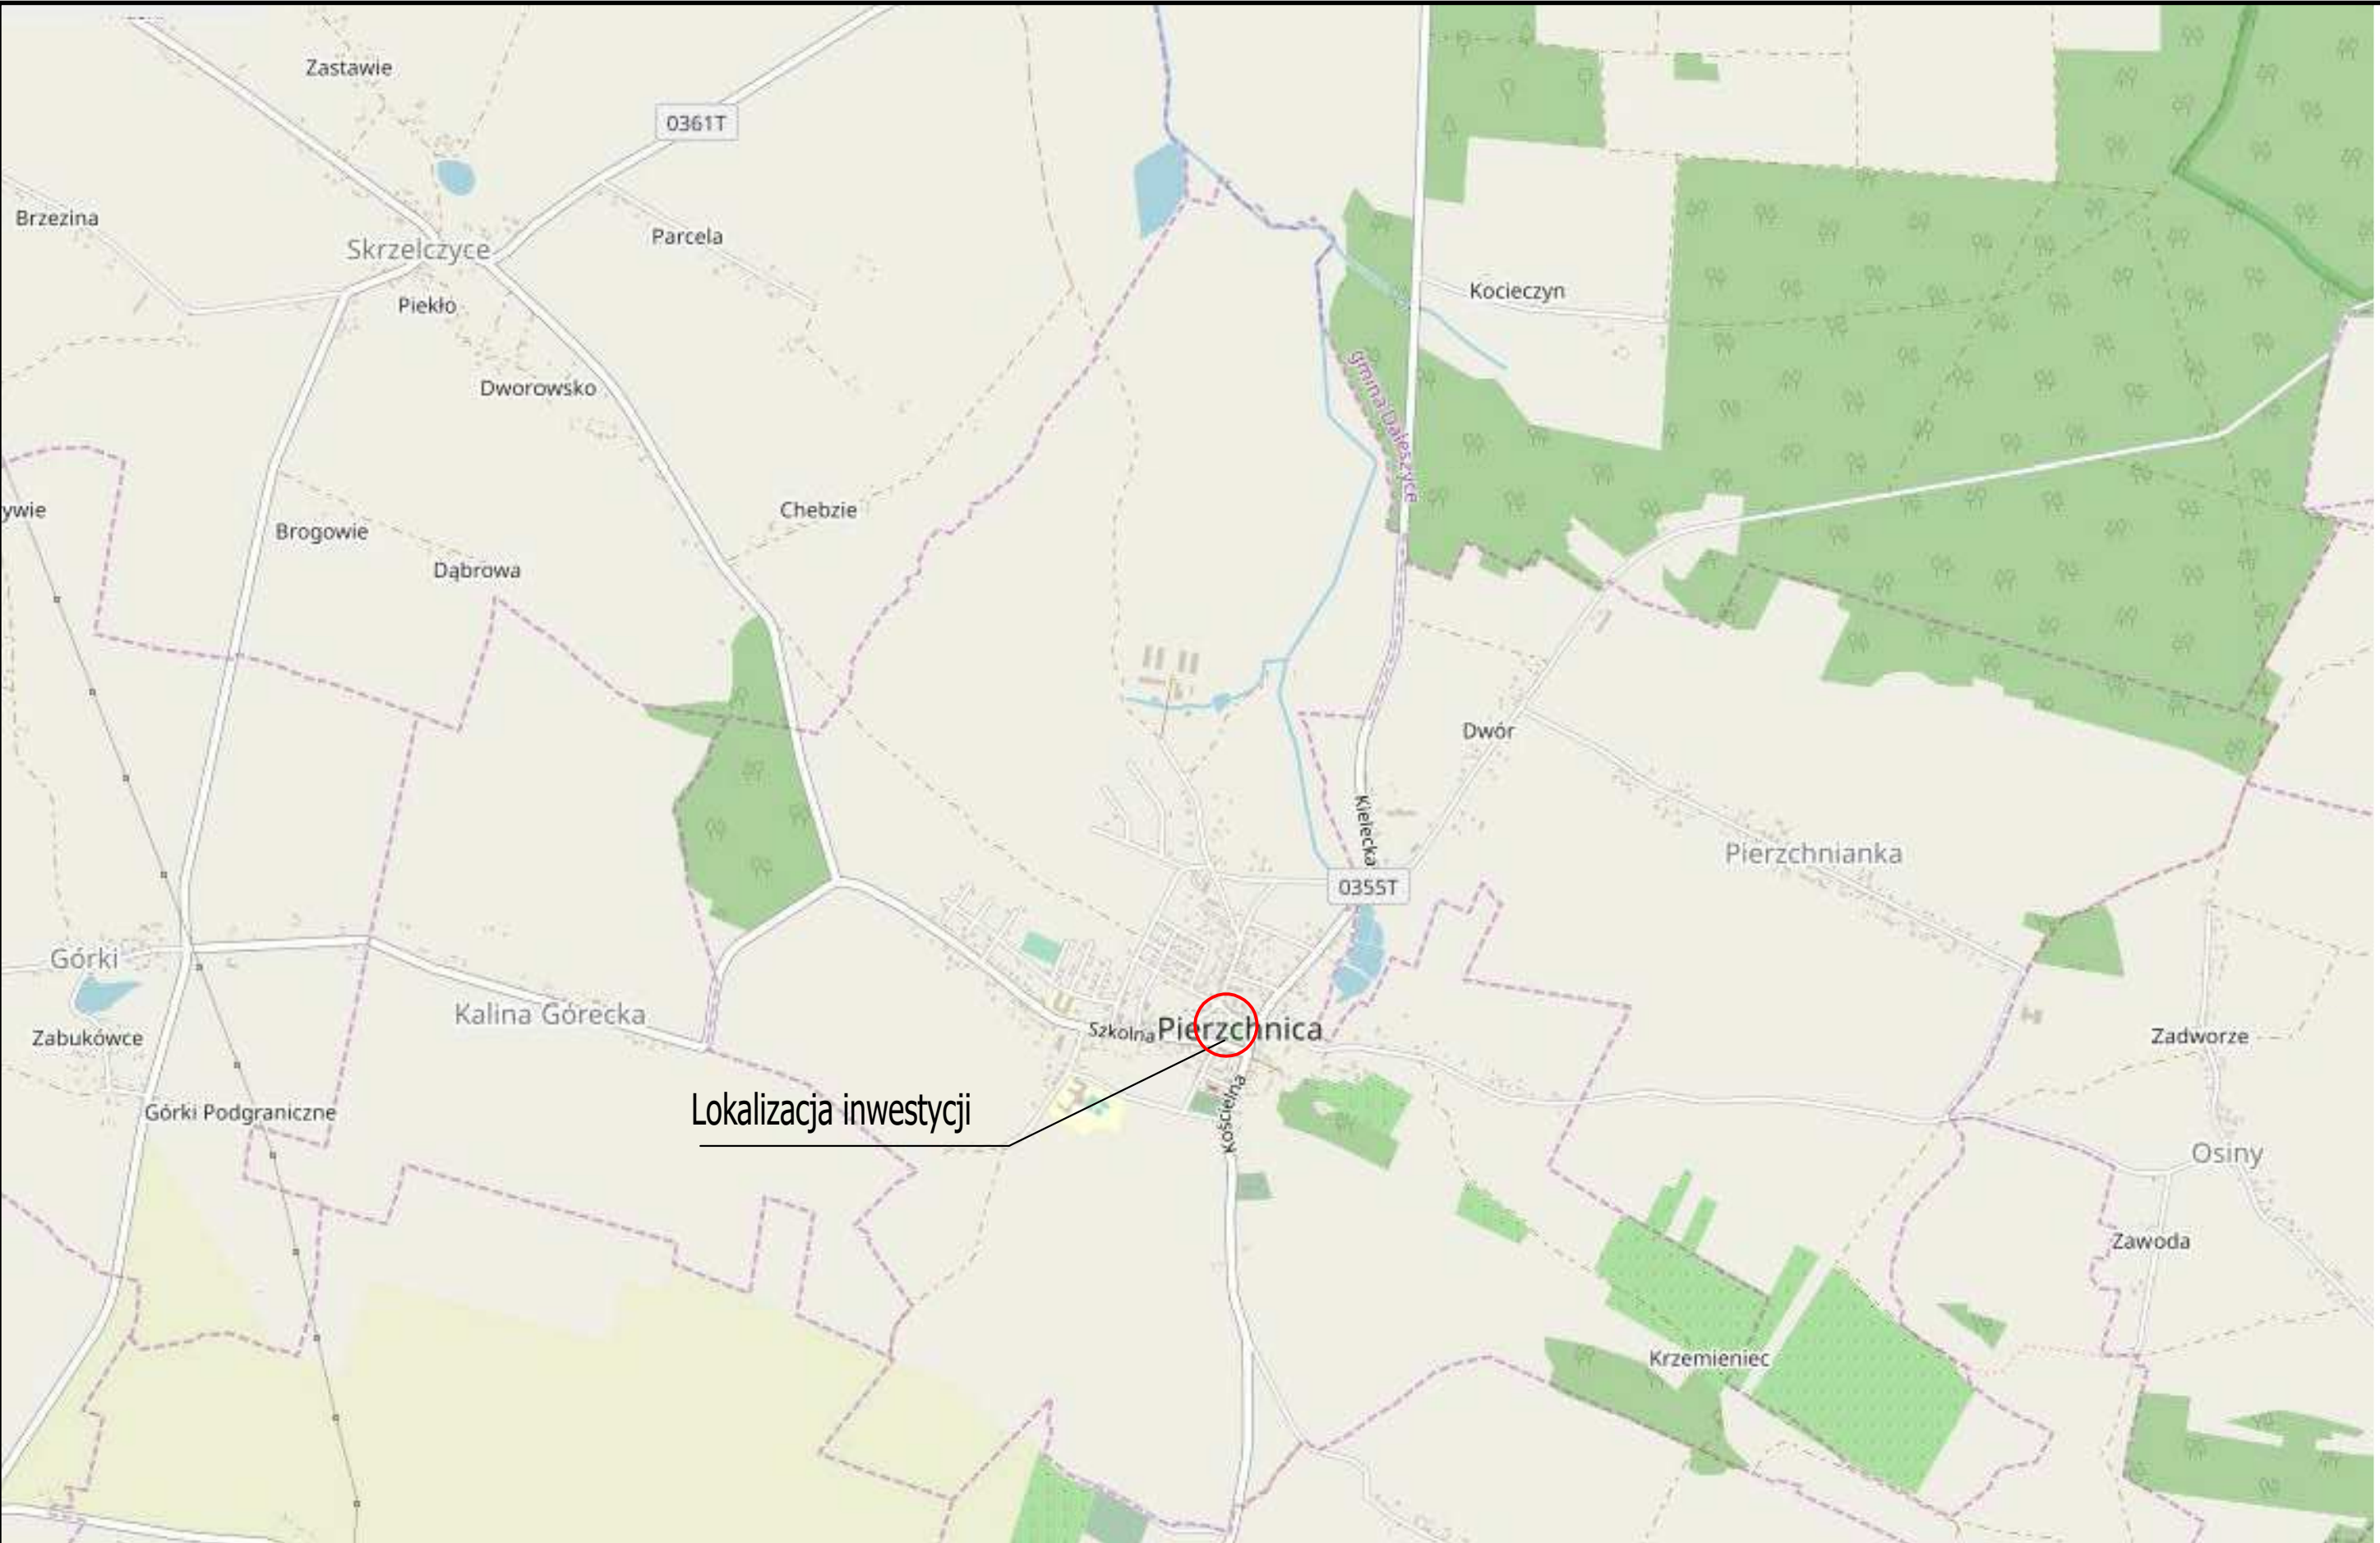 Zastawie
0361T
Brzezina
Parcela
Skrzelczyce
Kocieczyn
Piekło
Dworowsko
gmina Daleszyce
ywie
Chebzie
Brogowie
Dąbrowa
Dwór
Kielecka
Pierzchnianka
0355T
Górki
Kalina Górecka
Szkolna
Pierzchnica
Zabukówce
Zadworze
Lokalizacja inwestycji
Górki Podgraniczne
Kościelna
Osiny
Zawoda
Krzemieniec